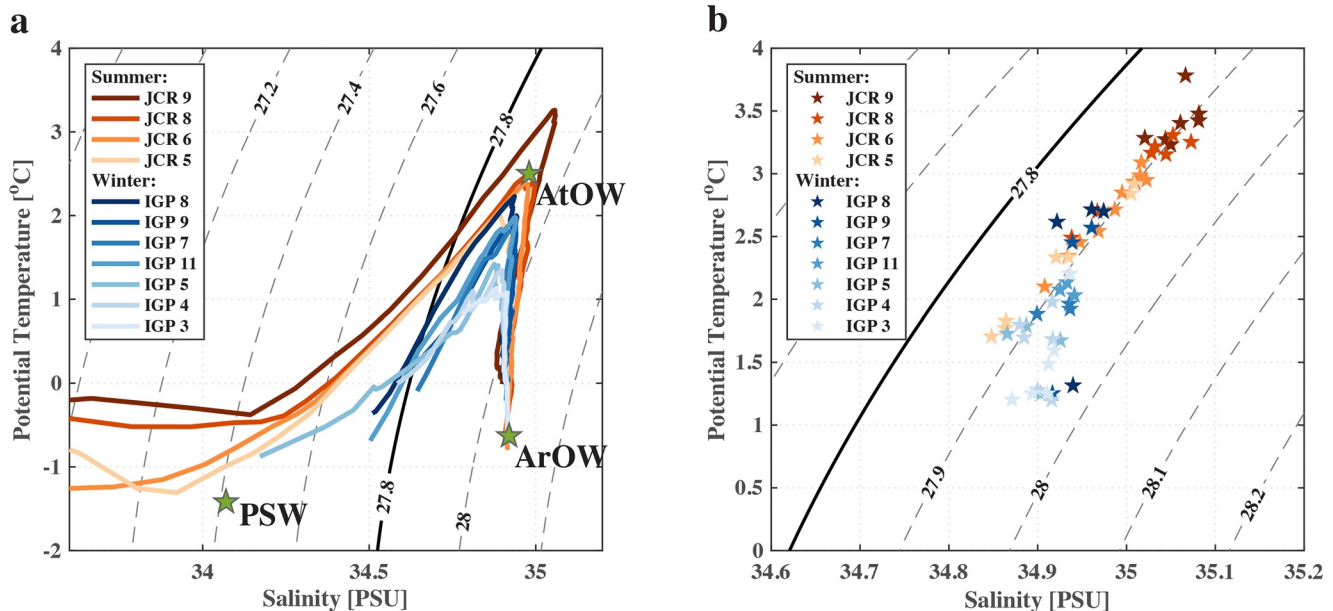 a
4
3
2
1
0
-1
-2
34
34.5
35
Potential Temperature [°C]
Salinity [PSU]
Summer:
JCR 9
JCR 8
JCR 6
JCR 5
Winter:
IGP 8
IGP 9
IGP 7
IGP 11
IGP 5
IGP 4
IGP 3
27.2
27.4
27.6
27.8
27.8
28
AtOW
ArOW
PSW
b
4
3.5
3
2.5
2
1.5
1
0.5
0
34.6
34.7
34.8
34.9
35
35.1
35.2
Potential Temperature [°C]
Salinity [PSU]
Summer:
JCR 9
JCR 8
JCR 6
JCR 5
Winter:
IGP 8
IGP 9
IGP 7
IGP 11
IGP 5
IGP 4
IGP 3
27.8
27.9
28
28.1
28.2